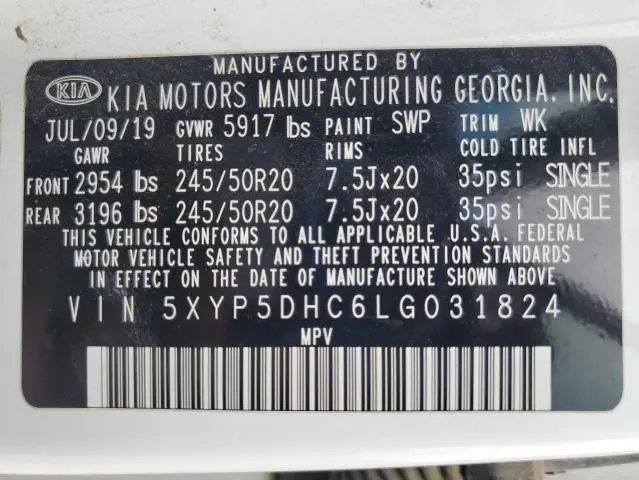 MANUFACTURED BY
KIA KIA MOTORS MANUFACTURING GEORGIA, INC.
JUL/09/19 GVWR 5917 lbs PAINT SWP TRIM WK
GAWR TIRES RIMS COLD TIRE INFL
FRONT 2954 lbs 245/50R20 7.5Jx20 35psi SINGLE
REAR 3196 lbs 245/50R20 7.5Jx20 35psi SINGLE
THIS VEHICLE CONFORMS TO ALL APPLICABLE U.S.A. FEDERAL
MOTOR VEHICLE SAFETY AND THEFT PREVENTION STANDARDS
IN EFFECT ON THE DATE OF MANUFACTURE SHOWN ABOVE
VIN 5XYP5DHC6LG031824
MPV